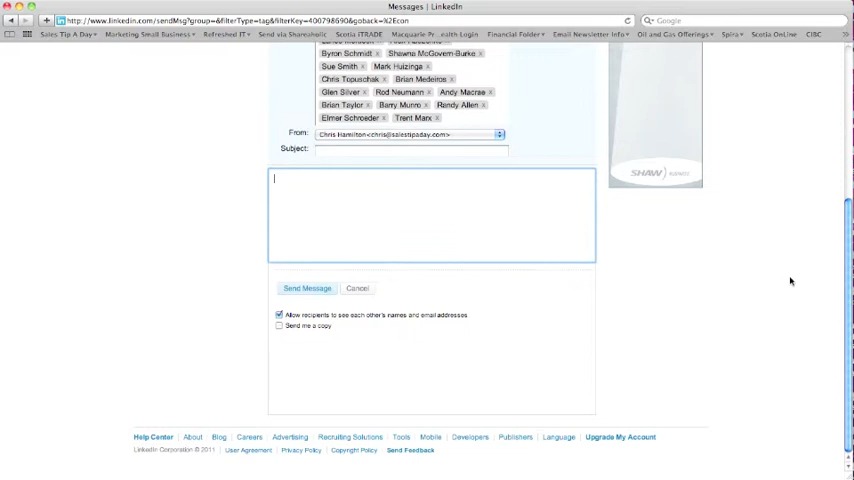 Messages | LinkedIn
http://www.linkedin.com/sendMsg?group=&filterType=tag&filterKey=400798690&goback=%2Econ
Google
Sales Tip A Day Marketing Small Business Refreshed IT Send via Shareaholic Scotia iTRADE Macquarie Pr...ealth Login Financial Folder Email Newsletter Info Oil and Gas Offerings Spira Scotia OnLine CIBC
Byron Schmidt x Shawna McGovern-Burke x
Sue Smith x Mark Huizinga x
Chris Topuschak x Brian Medeiros x
Glen Silver x Rod Neumann x Andy Macrae x
Brian Taylor x Barry Munro x Randy Allen x
Elmer Schroeder x Trent Marx x
From: Chris Hamilton<chris@salestipaday.com>
Subject:
SHAW)
Send Message Cancel
Allow recipients to see each other's names and email addresses
Send me a copy
Help Center | About | Blog | Careers | Advertising | Recruiting Solutions | Tools | Mobile | Developers | Publishers | Language | Upgrade My Account
LinkedIn Corporation © 2011 | User Agreement | Privacy Policy | Copyright Policy | Send Feedback